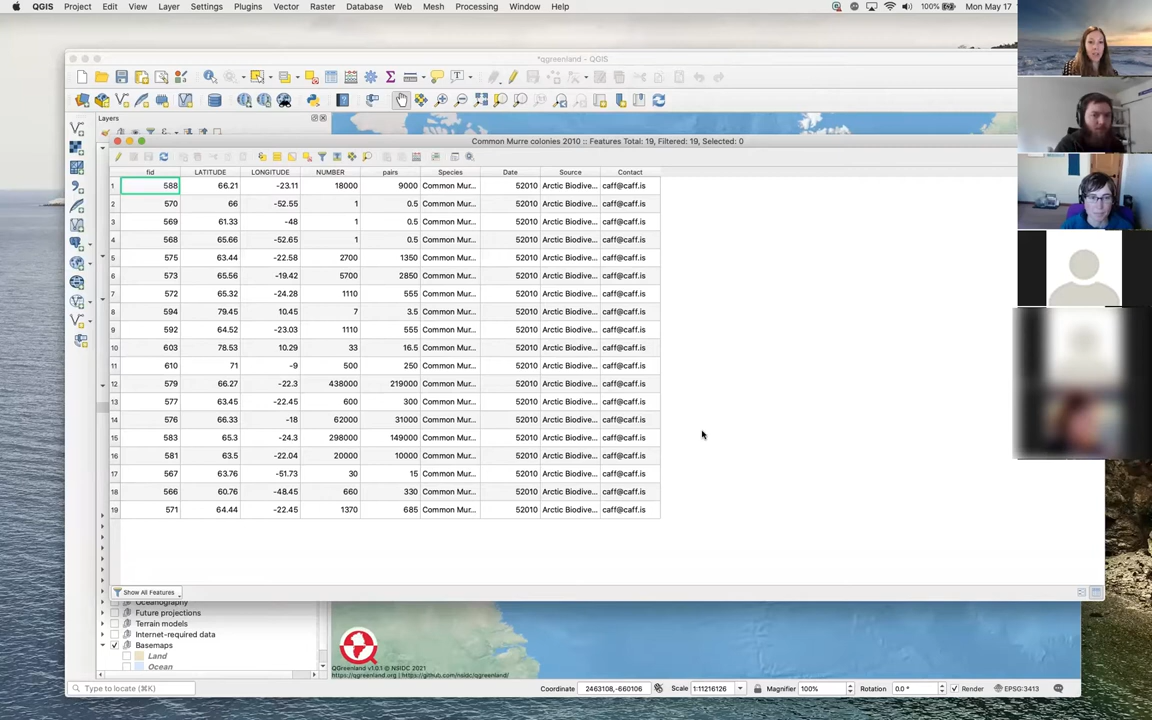 QGIS Project Edit View Layer Settings Plugins Vector Raster Database Web Mesh Processing Window Help 100% Mon May 17
*qgreenland - QGIS
Layers
Common Murre colonies 2010 :: Features Total: 19, Filtered: 19, Selected: 0
fid LATITUDE LONGITUDE NUMBER pairs Species Date Source Contact
1 588 66.21 -23.11 18000 9000 Common Mur... 52010 Arctic Biodive... caff@caff.is
2 570 66 -52.55 1 0.5 Common Mur... 52010 Arctic Biodive... caff@caff.is
3 569 61.33 -48 1 0.5 Common Mur... 52010 Arctic Biodive... caff@caff.is
4 568 65.66 -52.65 1 0.5 Common Mur... 52010 Arctic Biodive... caff@caff.is
5 575 63.44 -22.58 2700 1350 Common Mur... 52010 Arctic Biodive... caff@caff.is
6 573 65.56 -19.42 5700 2850 Common Mur... 52010 Arctic Biodive... caff@caff.is
7 572 65.32 -24.28 1110 555 Common Mur... 52010 Arctic Biodive... caff@caff.is
8 594 79.45 10.45 7 3.5 Common Mur... 52010 Arctic Biodive... caff@caff.is
9 592 64.52 -23.03 1110 555 Common Mur... 52010 Arctic Biodive... caff@caff.is
10 603 78.53 10.29 33 16.5 Common Mur... 52010 Arctic Biodive... caff@caff.is
11 610 71 -9 500 250 Common Mur... 52010 Arctic Biodive... caff@caff.is
12 579 66.27 -22.3 438000 219000 Common Mur... 52010 Arctic Biodive... caff@caff.is
13 577 63.45 -22.45 600 300 Common Mur... 52010 Arctic Biodive... caff@caff.is
14 576 66.33 -18 62000 31000 Common Mur... 52010 Arctic Biodive... caff@caff.is
15 583 65.3 -24.3 298000 149000 Common Mur... 52010 Arctic Biodive... caff@caff.is
16 581 63.5 -22.04 20000 10000 Common Mur... 52010 Arctic Biodive... caff@caff.is
17 567 63.76 -51.73 30 15 Common Mur... 52010 Arctic Biodive... caff@caff.is
18 566 60.76 -48.45 660 330 Common Mur... 52010 Arctic Biodive... caff@caff.is
19 571 64.44 -22.45 1370 685 Common Mur... 52010 Arctic Biodive... caff@caff.is
Show All Features
Oceanography
Future projections
Terrain models
Internet-required data
Basemaps
Land
Ocean
QGreenland v1.0.1 © NSIDC 2021
https://qgreenland.org | https://github.com/nsidc/qgreenland/
Type to locate (⌘K) Coordinate 2463108,-660106 Scale 1:11216126 Magnifier 100% Rotation 0.0 ° Render EPSG:3413